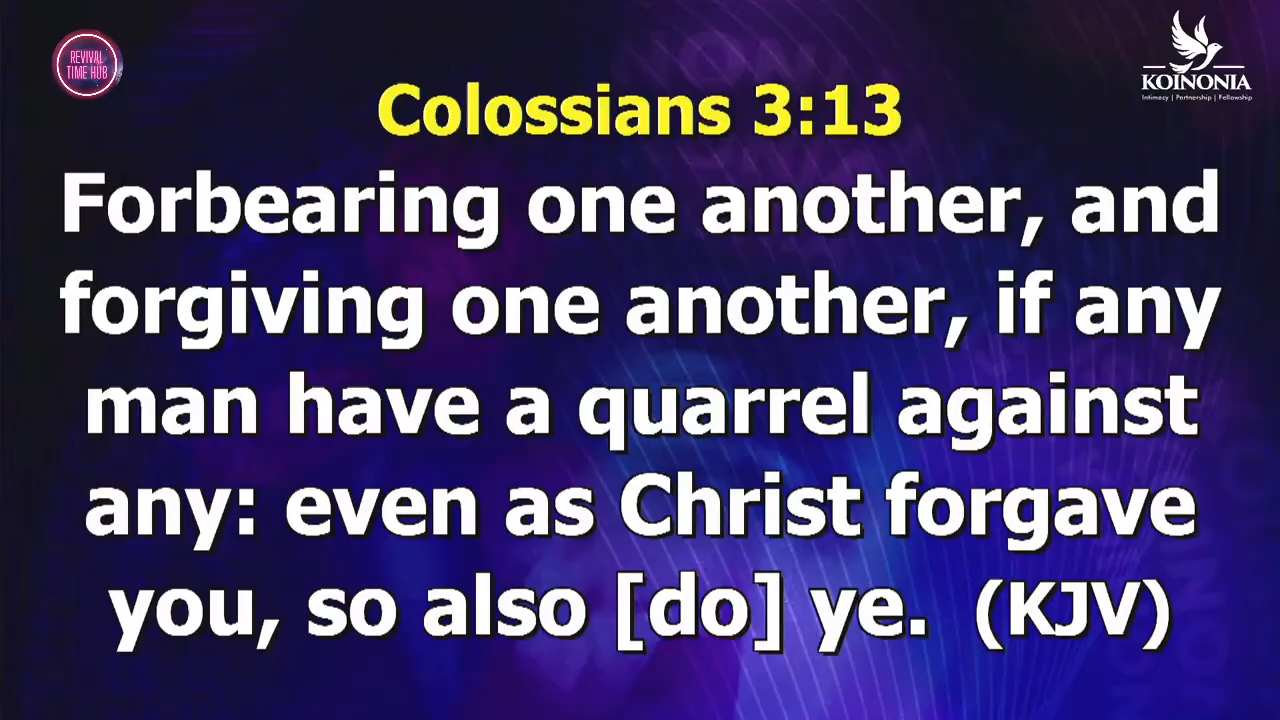 REVIVAL
TIME HUB
KOINONIA
Intimacy | Partnership | Fellowship
Colossians 3:13
Forbearing one another, and
forgiving one another, if any
man have a quarrel against
any: even as Christ forgave
you, so also [do] ye. (KJV)